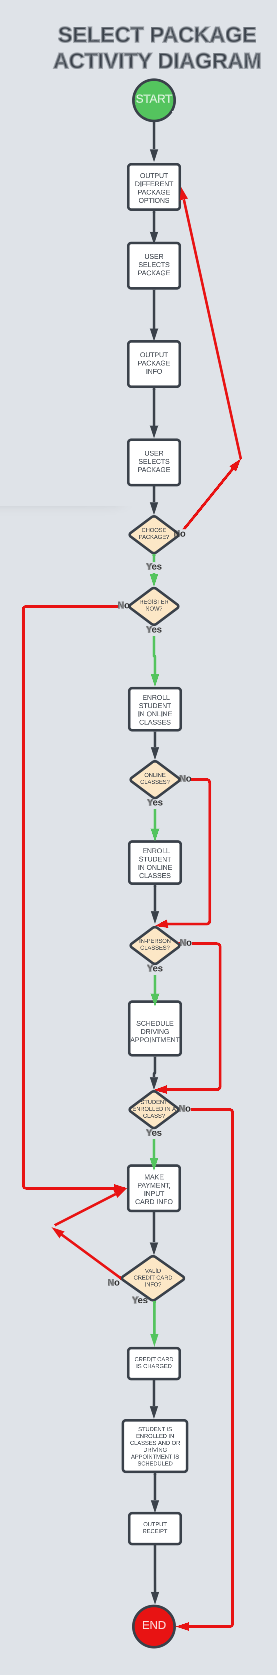 SELECT PACKAGE
ACTIVITY DIAGRAM
START
OUTPUT
DIFFERENT
PACKAGE
OPTIONS
USER
SELECTS
PACKAGE
OUTPUT
PACKAGE
INFO
USER
SELECTS
PACKAGE
CHOOSE
PACKAGE?
No
Yes
REGISTER
NOW?
No
Yes
ENROLL
STUDENT
IN ONLINE
CLASSES
ONLINE
CLASSES?
No
Yes
ENROLL
STUDENT
IN ONLINE
CLASSES
IN-PERSON
CLASSES?
No
Yes
SCHEDULE
DRIVING
APPOINTMENT
STUDENT
ENROLLED IN A
CLASS?
No
Yes
MAKE
PAYMENT,
INPUT
CARD INFO
VALID
CREDIT CARD
INFO?
No
Yes
CREDIT CARD
IS CHARGED
STUDENT IS
ENROLLED IN
CLASSES AND OR
DRIVING
APPOINTMENT IS
SCHEDULED
OUTPUT
RECEIPT
END